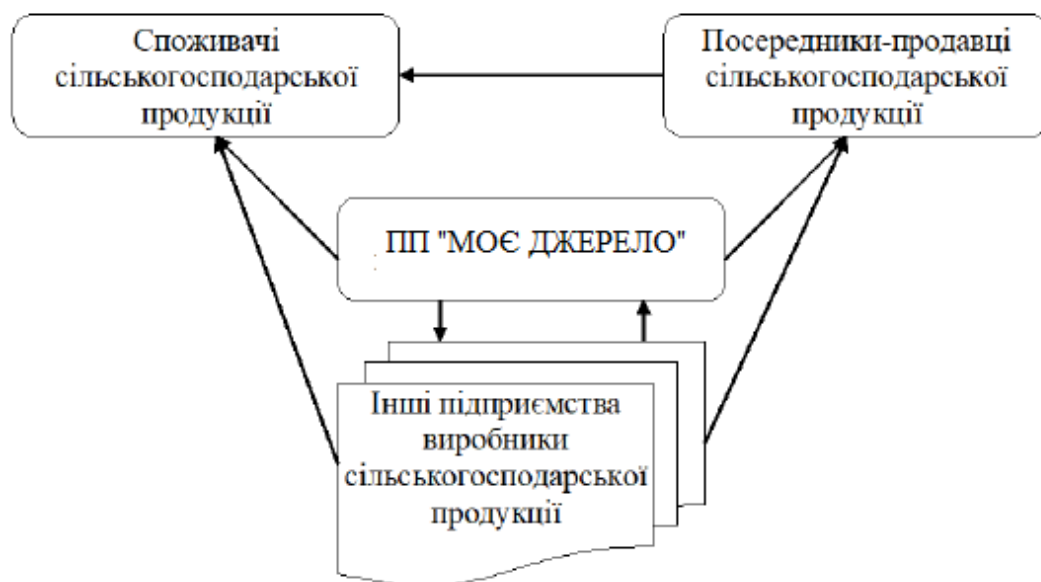 Споживачі
сільськогосподарської
продукції
Посередники-продавці
сільськогосподарської
продукції
ПП "МОЄ ДЖЕРЕЛО"
Інші підприємства
виробники
сільськогосподарської
продукції